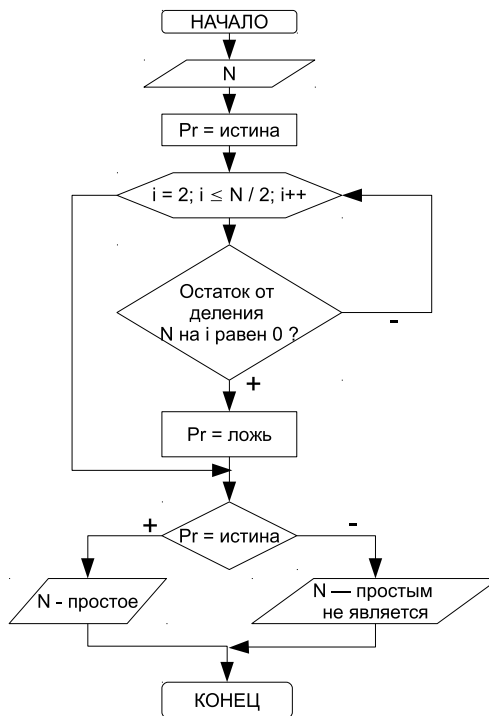 НАЧАЛО
N
Pr = истина
i = 2; i ≤ N / 2; i++
Остаток от
деления
N на i равен 0 ?
-
+
Pr = ложь
+
Pr = истина
-
N - простое
N — простым
не является
КОНЕЦ